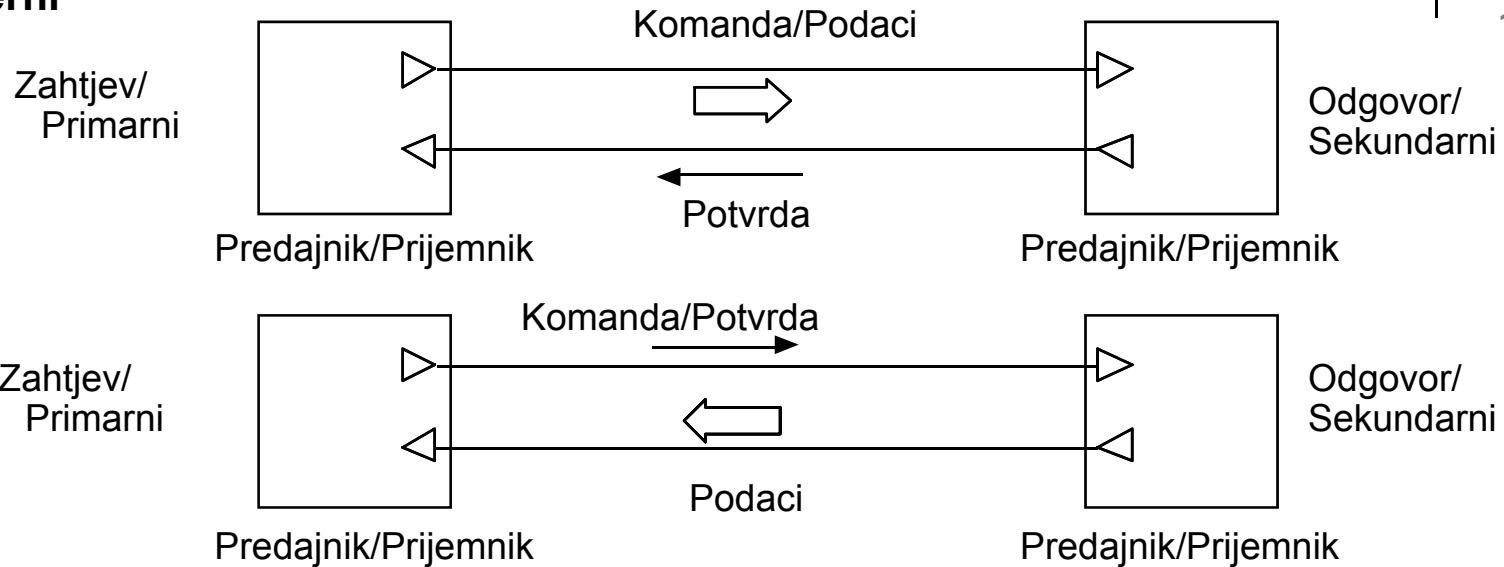 Komanda/Podaci
Zahtjev/
Primarni
Odgovor/
Sekundarni
Potvrda
Predajnik/Prijemnik
Predajnik/Prijemnik
Komanda/Potvrda
Zahtjev/
Primarni
Odgovor/
Sekundarni
Podaci
Predajnik/Prijemnik
Predajnik/Prijemnik